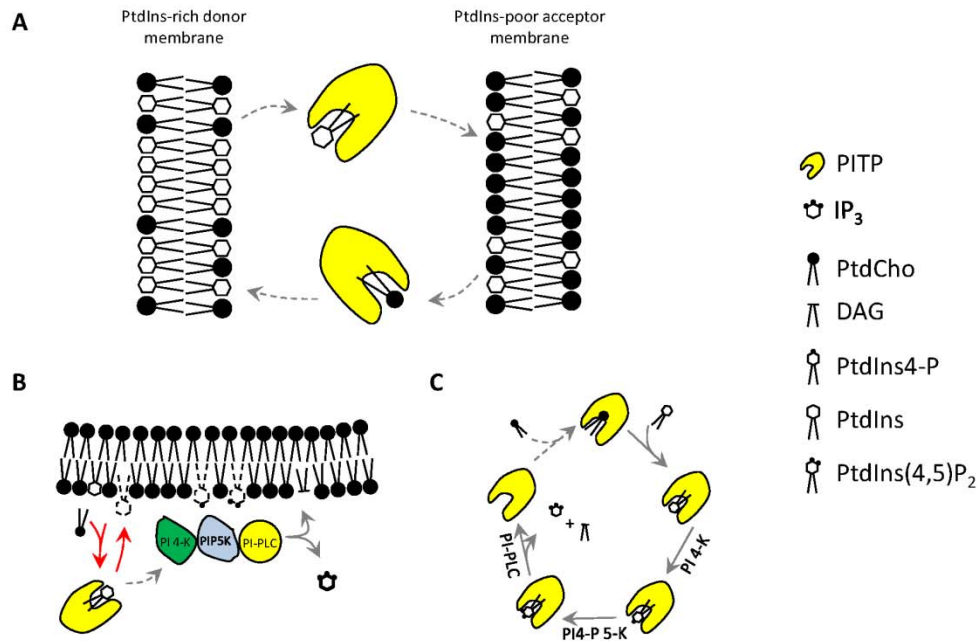 A
PtdIns-rich donor
membrane
PtdIns-poor acceptor
membrane
PITP
IP3
PtdCho
DAG
PtdIns4-P
PtdIns
PtdIns(4,5)P2
B
PI 4-K
PIP5K
PI-PLC
C
PI 4-K
PI4-P 5-K
PI-PLC
+